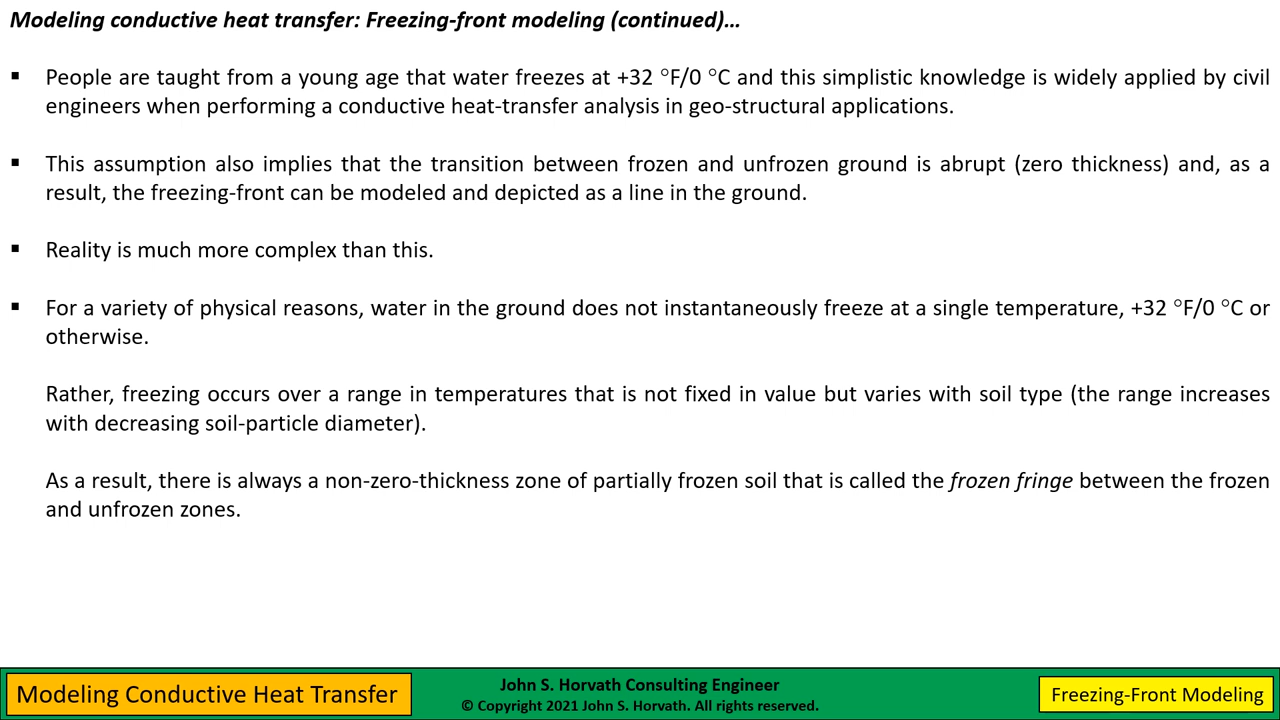 Modeling conductive heat transfer: Freezing-front modeling (continued)…
▪ People are taught from a young age that water freezes at +32 °F/0 °C and this simplistic knowledge is widely applied by civil
engineers when performing a conductive heat-transfer analysis in geo-structural applications.
▪ This assumption also implies that the transition between frozen and unfrozen ground is abrupt (zero thickness) and, as a
result, the freezing-front can be modeled and depicted as a line in the ground.
▪ Reality is much more complex than this.
▪ For a variety of physical reasons, water in the ground does not instantaneously freeze at a single temperature, +32 °F/0 °C or
otherwise.
Rather, freezing occurs over a range in temperatures that is not fixed in value but varies with soil type (the range increases
with decreasing soil-particle diameter).
As a result, there is always a non-zero-thickness zone of partially frozen soil that is called the frozen fringe between the frozen
and unfrozen zones.
Modeling Conductive Heat Transfer
John S. Horvath Consulting Engineer
© Copyright 2021 John S. Horvath. All rights reserved.
Freezing-Front Modeling